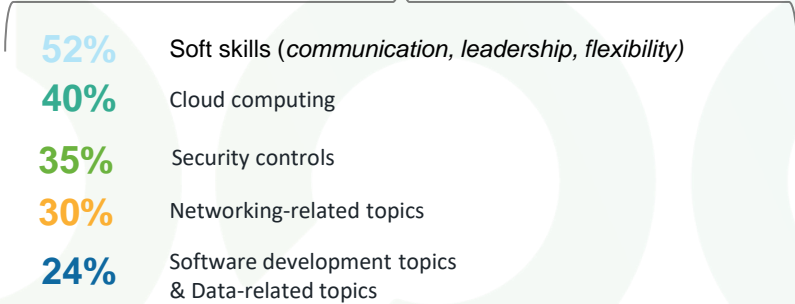 52% Soft skills (communication, leadership, flexibility)
40% Cloud computing
35% Security controls
30% Networking-related topics
24% Software development topics
& Data-related topics